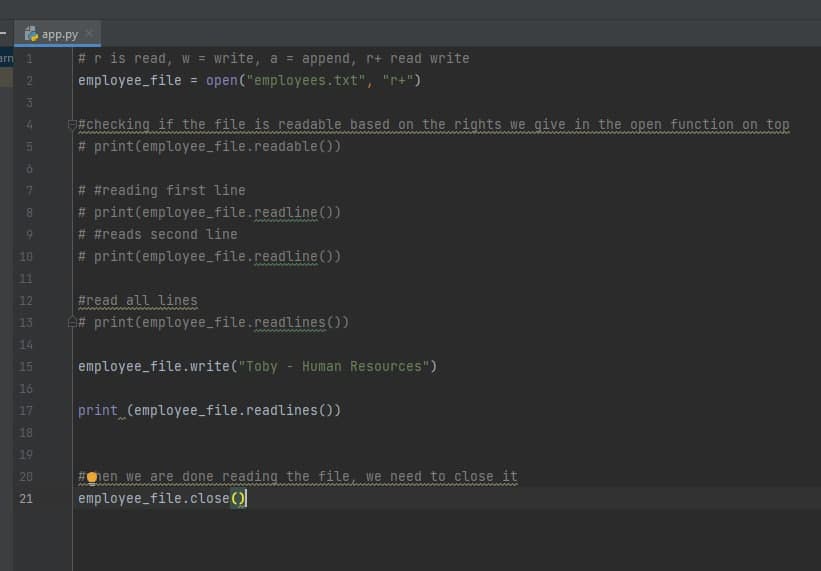 app.py
arn
1 # r is read, w = write, a = append, r+ read write
2 employee_file = open("employees.txt", "r+")
3
4 #checking if the file is readable based on the rights we give in the open function on top
5 # print(employee_file.readable())
6
7 # #reading first line
8 # print(employee_file.readline())
9 # #reads second line
10 # print(employee_file.readline())
11
12 #read all lines
13 # print(employee_file.readlines())
14
15 employee_file.write("Toby - Human Resources")
16
17 print (employee_file.readlines())
18
19
20 # en we are done reading the file, we need to close it
21 employee_file.close()